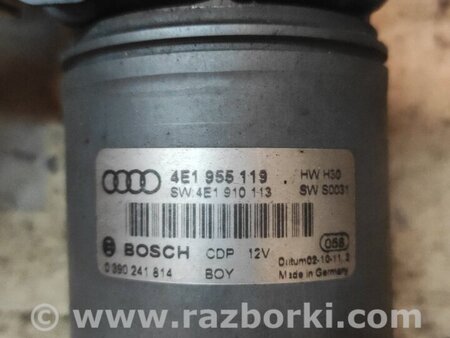 4E1 955 119 HW H30
SW:4E1 910 113 SW S0031
BOSCH CDP 12V 058
0 390 241 814 BOY Made in Germany
www.razborki.com